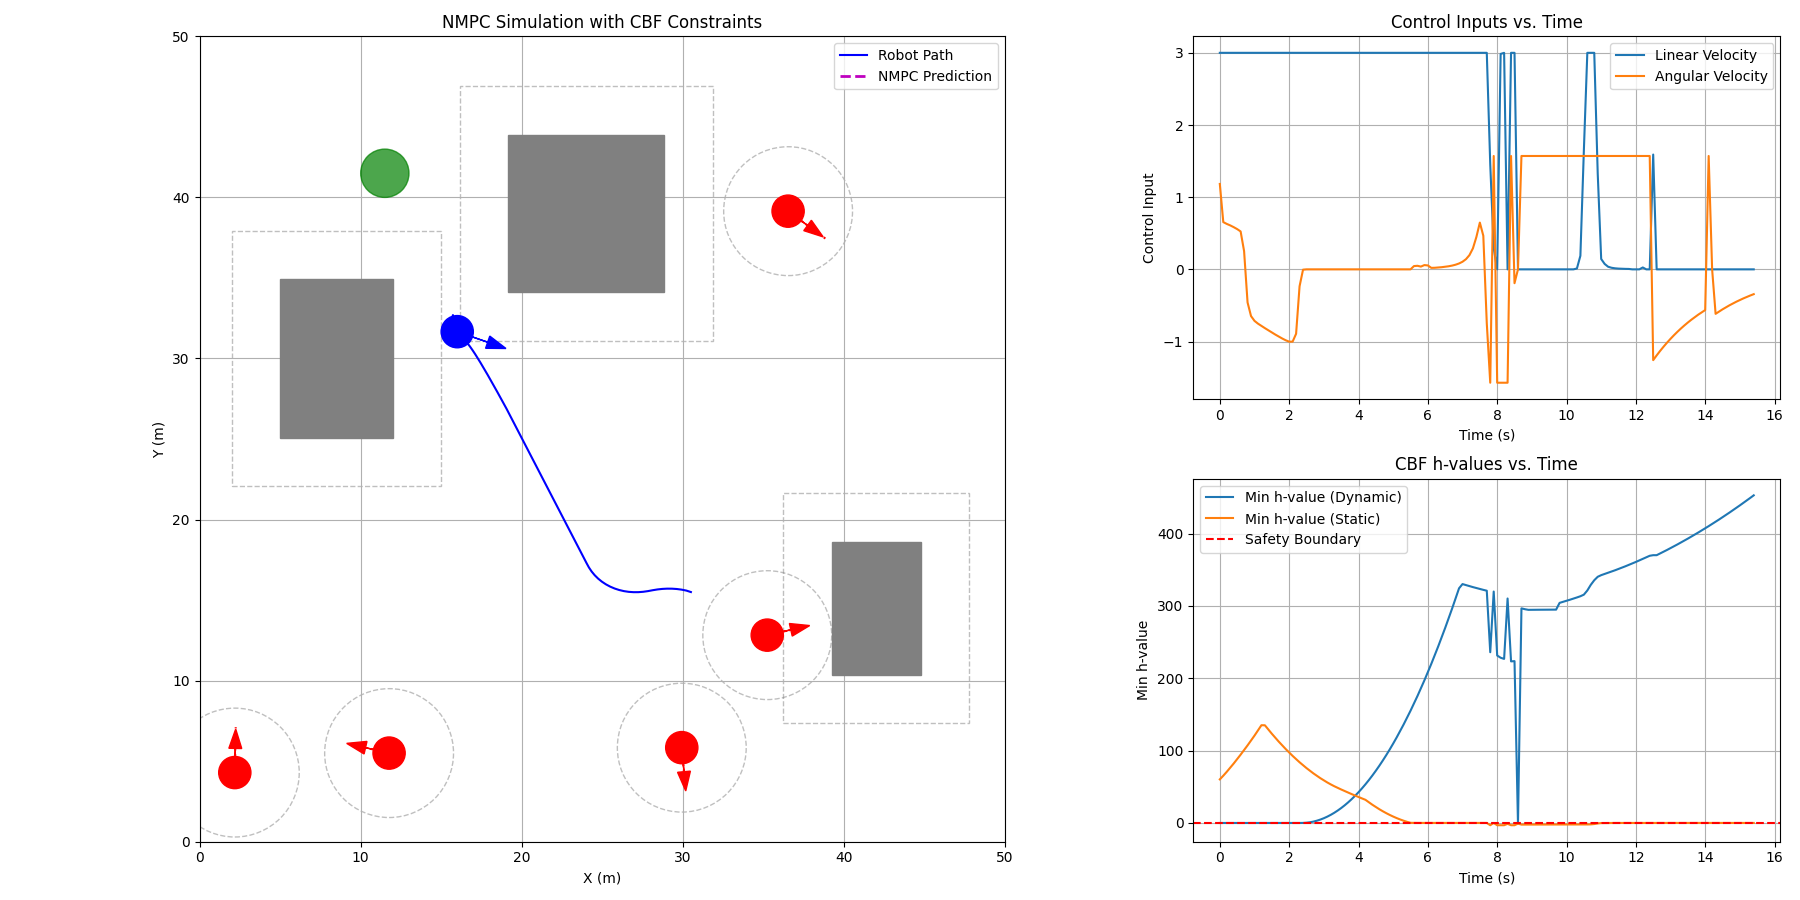 NMPC Simulation with CBF Constraints
50
40
30
20
10
0
0 10 20 30 40 50
Y (m)
X (m)
Robot Path
NMPC Prediction
Control Inputs vs. Time
3
2
1
0
−1
0 2 4 6 8 10 12 14 16
Control Input
Time (s)
Linear Velocity
Angular Velocity
CBF h-values vs. Time
400
300
200
100
0
0 2 4 6 8 10 12 14 16
Min h-value
Time (s)
Min h-value (Dynamic)
Min h-value (Static)
Safety Boundary